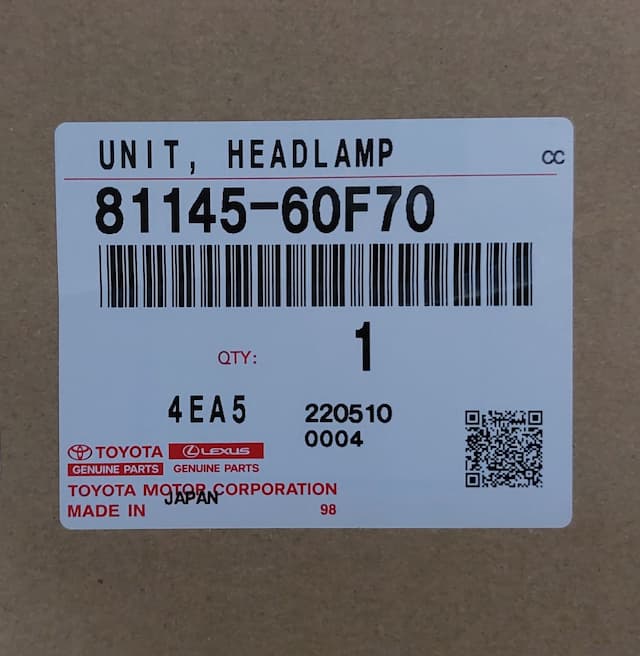 UNIT, HEADLAMP
CC
81145-60F70
QTY: 1
4EA5 220510
0004
TOYOTA LEXUS
GENUINE PARTS GENUINE PARTS
TOYOTA MOTOR CORPORATION
MADE IN JAPAN 98